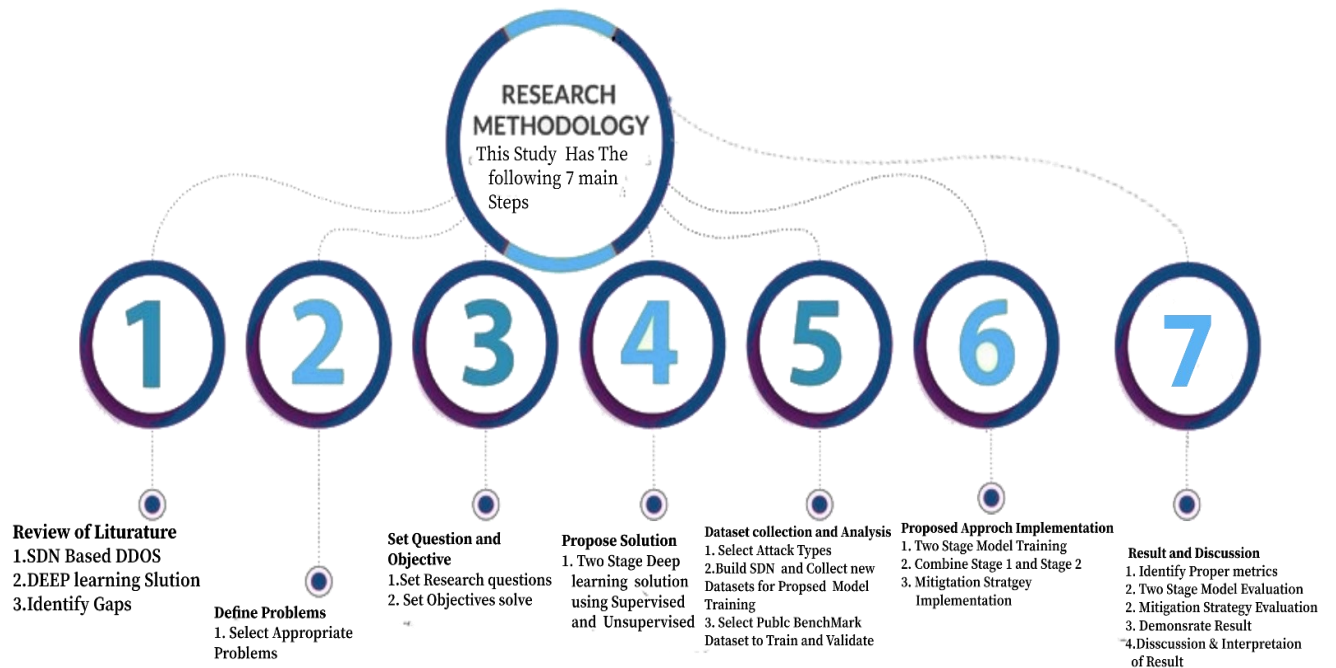 RESEARCH
METHODOLOGY
This Study Has The
following 7 main
Steps
1
2
3
4
5
6
7
Review of Liturature
1.SDN Based DDOS
2.DEEP learning Slution
3.Identify Gaps
Define Problems
1. Select Appropriate
Problems
Set Question and
Objective
1.Set Research questions
2. Set Objectives solve
Propose Solution
1. Two Stage Deep
learning solution
using Supervised
and Unsupervised
Dataset collection and Analysis
1. Select Attack Types
2.Build SDN and Collect new
Datasets for Propsed Model
Training
3. Select Publc BenchMark
Dataset to Train and Validate
Proposed Approch Implementation
1. Two Stage Model Training
2. Combine Stage 1 and Stage 2
3. Mitigtation Stratgey
Implementation
Result and Discussion
1. Identify Proper metrics
2. Two Stage Model Evaluation
2. Mitigation Strategy Evaluation
3. Demonsrate Result
4.Disscussion & Interpretaion
of Result